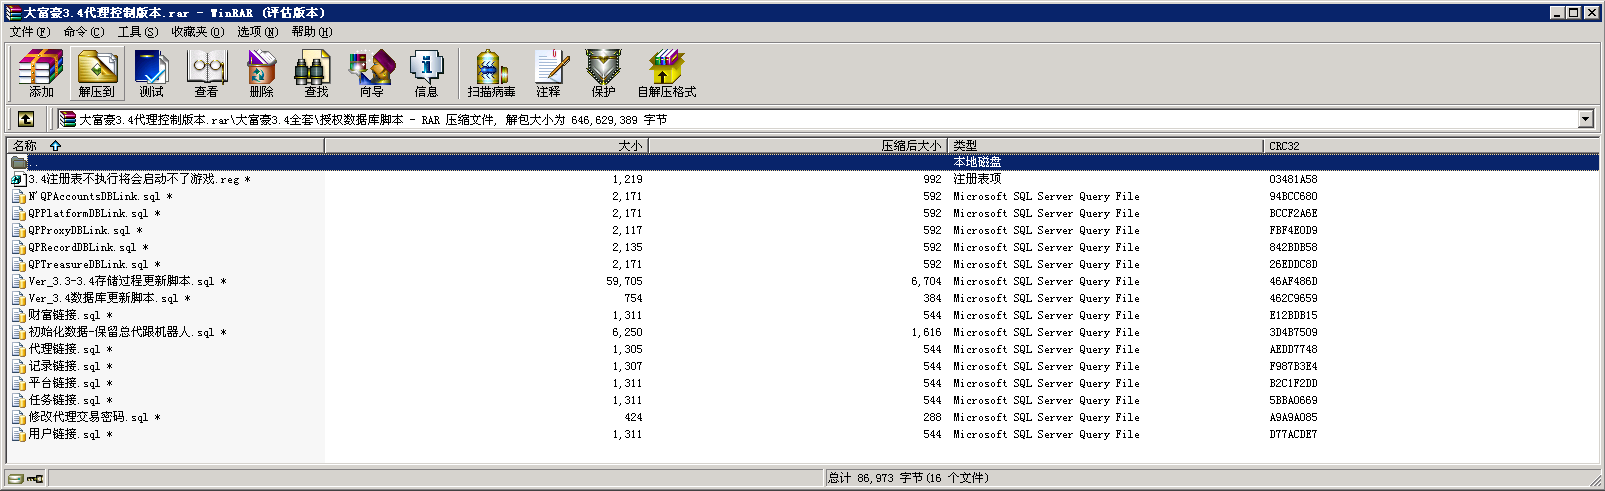 大富豪3.4代理控制版本.rar - WinRAR (评估版本)
文件(F) 命令(C) 工具(S) 收藏夹(O) 选项(N) 帮助(H)
添加 解压到 测试 查看 删除 查找 向导 信息 扫描病毒 注释 保护 自解压格式
大富豪3.4代理控制版本.rar\大富豪3.4全套\授权数据库脚本 - RAR 压缩文件, 解包大小为 646,629,389 字节
名称 大小 压缩后大小 类型 CRC32
.. 本地磁盘
3.4注册表不执行将会启动不了游戏.reg * 1,219 992 注册表项 03481A58
N'QPAccountsDBLink.sql * 2,171 592 Microsoft SQL Server Query File 94BCC680
QPPlatformDBLink.sql * 2,171 592 Microsoft SQL Server Query File BCCF2A6E
QPProxyDBLink.sql * 2,117 592 Microsoft SQL Server Query File FBF4E0D9
QPRecordDBLink.sql * 2,135 592 Microsoft SQL Server Query File 842BDB58
QPTreasureDBLink.sql * 2,171 592 Microsoft SQL Server Query File 26EDDC8D
Ver_3.3-3.4存储过程更新脚本.sql * 59,705 6,704 Microsoft SQL Server Query File 46AF486D
Ver_3.4数据库更新脚本.sql * 754 384 Microsoft SQL Server Query File 462C9659
财富链接.sql * 1,311 544 Microsoft SQL Server Query File E12BDB15
初始化数据-保留总代跟机器人.sql * 6,250 1,616 Microsoft SQL Server Query File 3D4B7509
代理链接.sql * 1,305 544 Microsoft SQL Server Query File AEDD7748
记录链接.sql * 1,307 544 Microsoft SQL Server Query File F987B3E4
平台链接.sql * 1,311 544 Microsoft SQL Server Query File B2C1F2DD
任务链接.sql * 1,311 544 Microsoft SQL Server Query File 5BBA0669
修改代理交易密码.sql * 424 288 Microsoft SQL Server Query File A9A9A085
用户链接.sql * 1,311 544 Microsoft SQL Server Query File D77ACDE7
总计 86,973 字节(16 个文件)